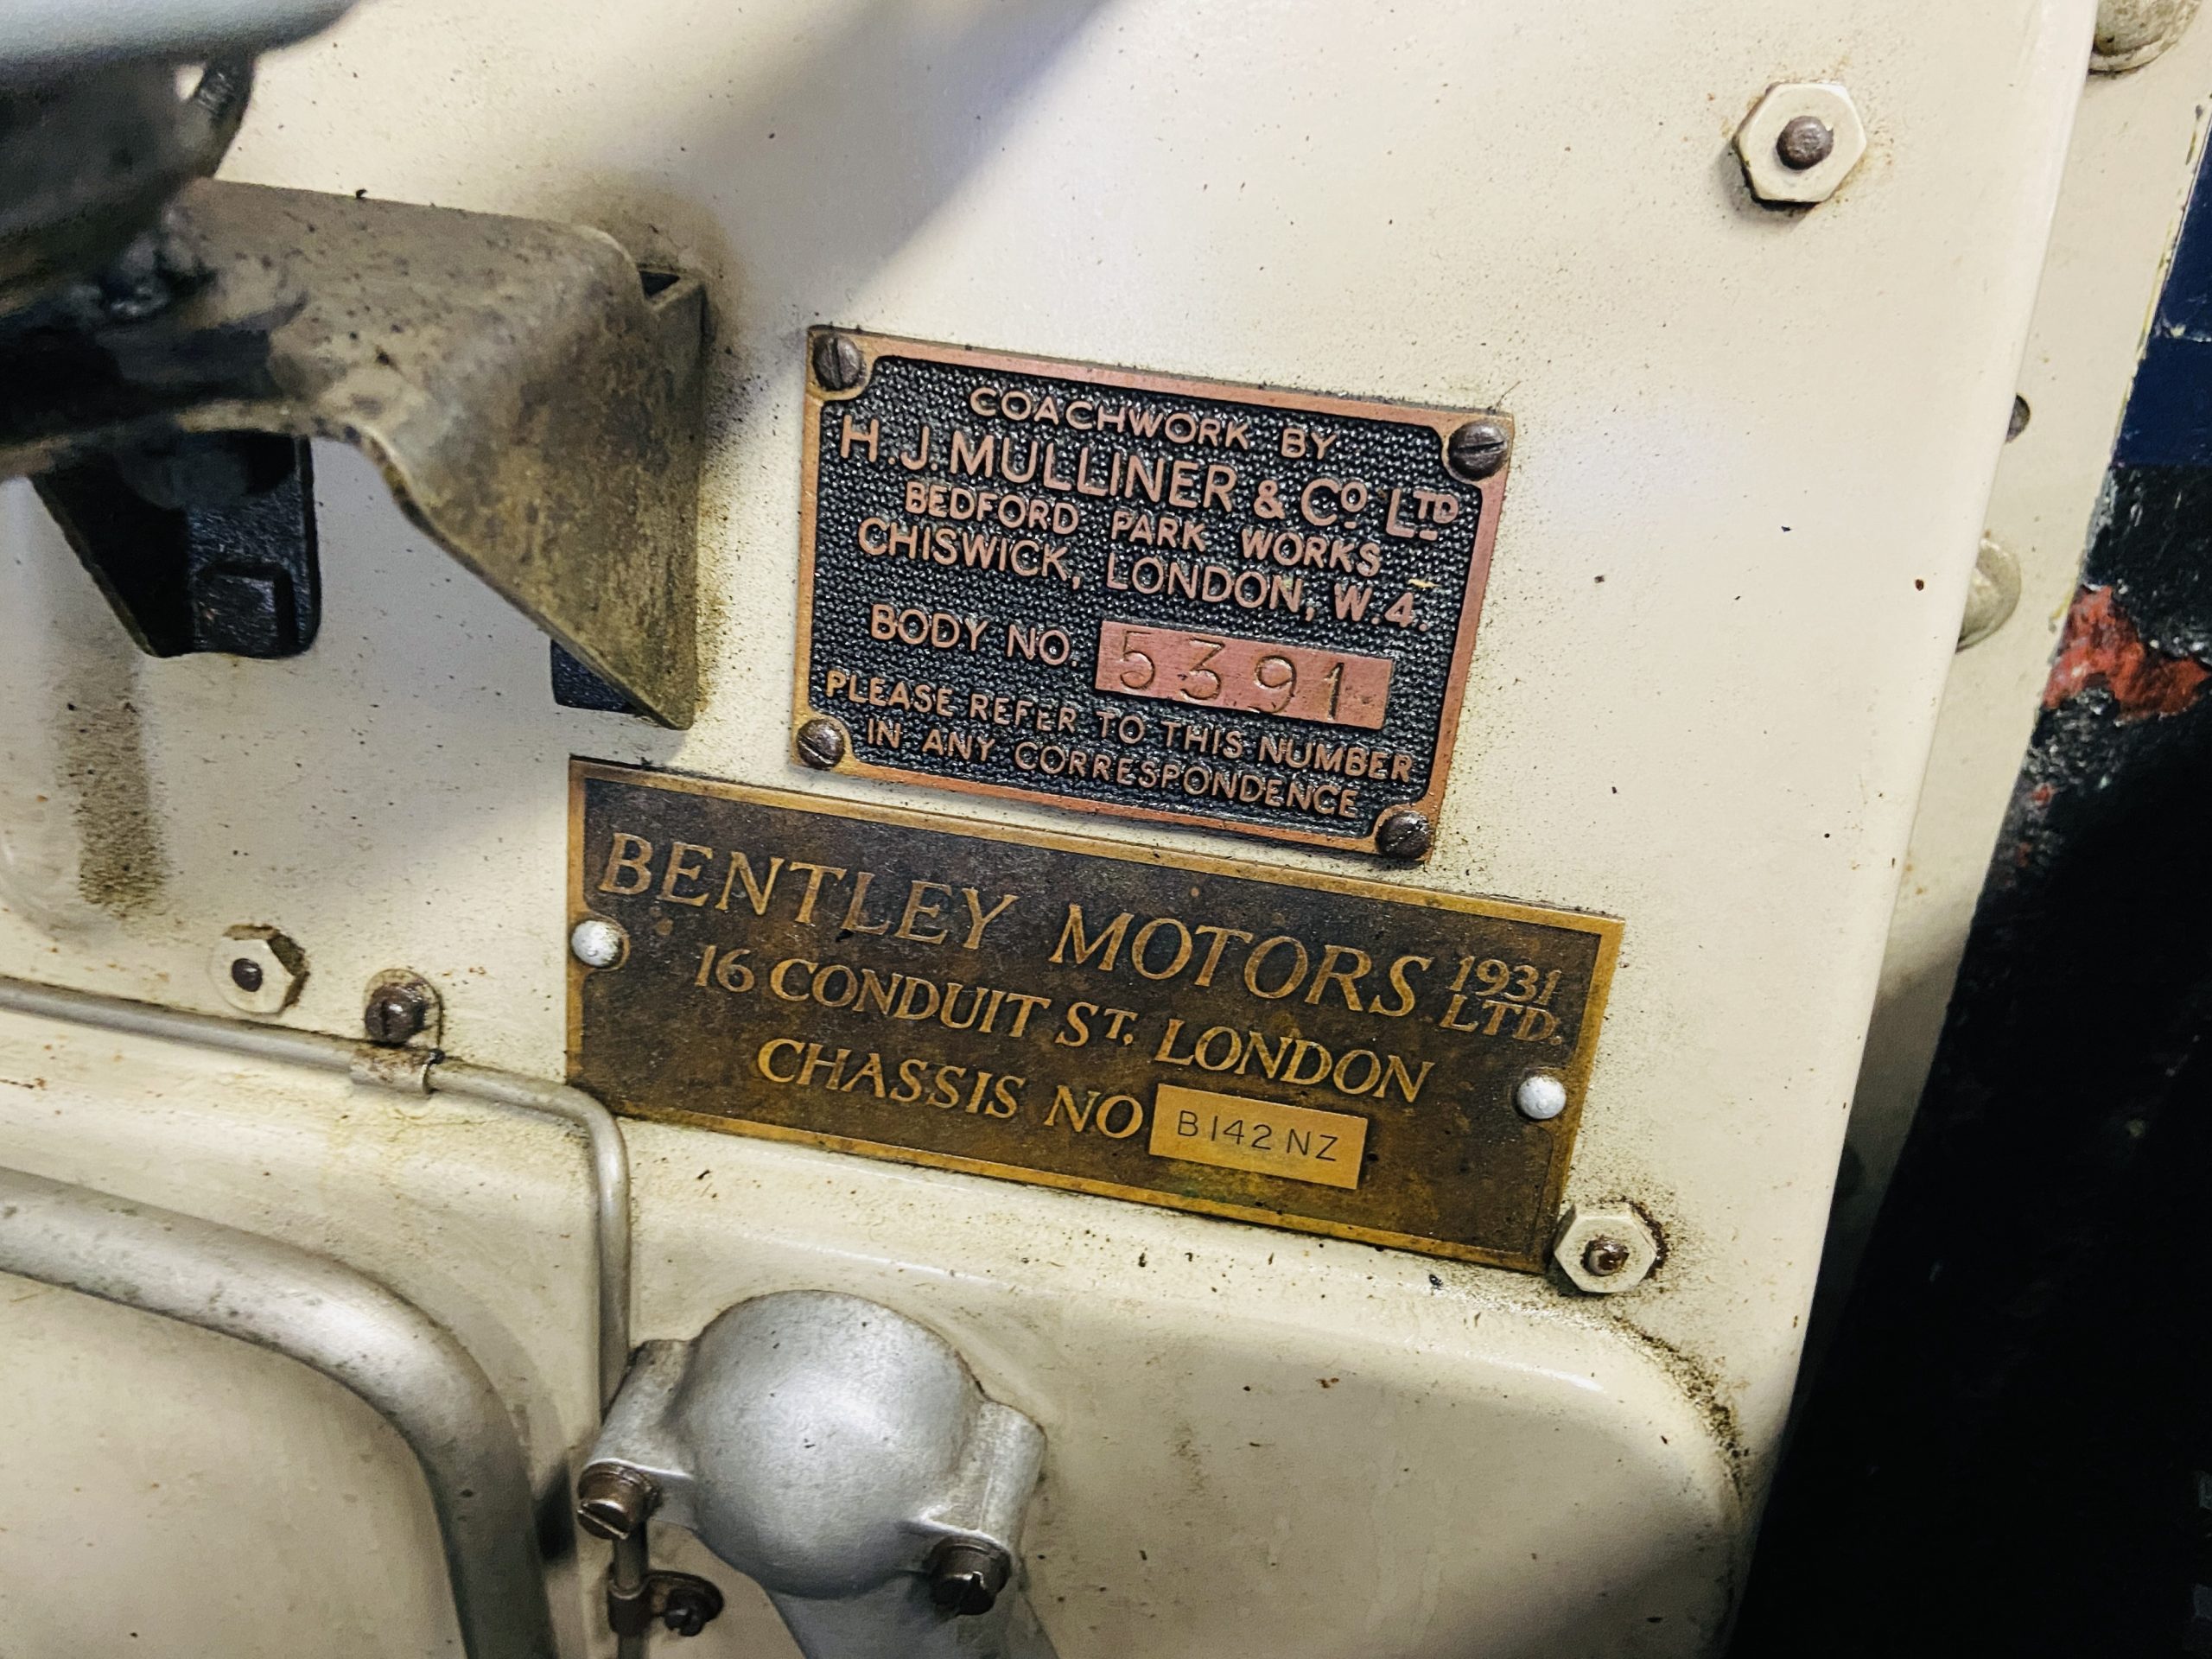 COACHWORK BY
H.J. MULLINER & CO LTD
BEDFORD PARK WORKS
CHISWICK, LONDON, W.4.
BODY NO. 5391
PLEASE REFER TO THIS NUMBER
IN ANY CORRESPONDENCE
BENTLEY MOTORS 1931 LTD.
16 CONDUIT ST. LONDON
CHASSIS NO B142NZ